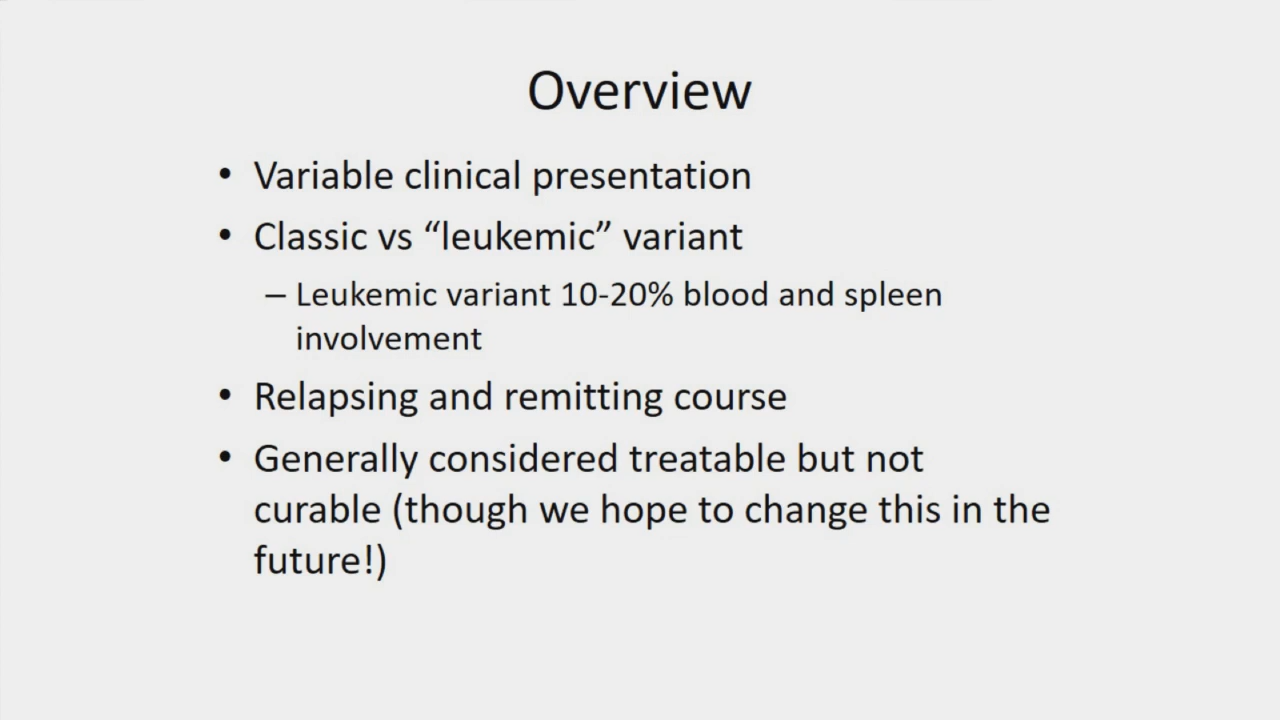 Overview
• Variable clinical presentation
• Classic vs “leukemic” variant
– Leukemic variant 10-20% blood and spleen
involvement
• Relapsing and remitting course
• Generally considered treatable but not
curable (though we hope to change this in the
future!)